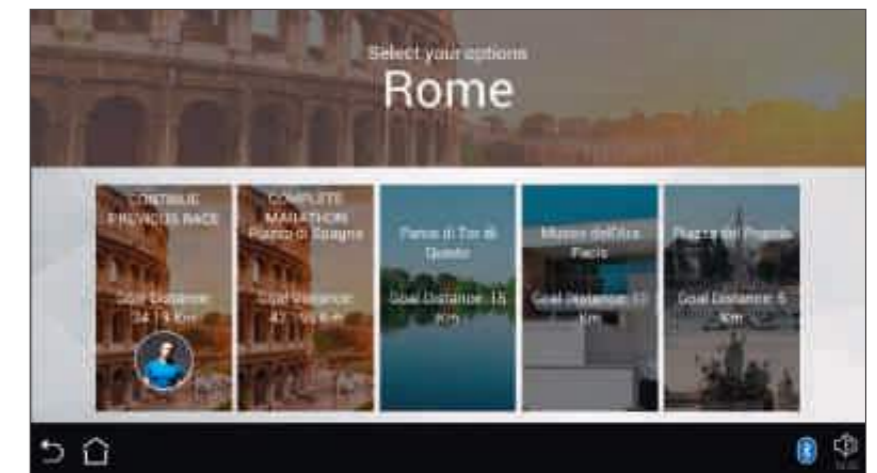 Select your options
Rome
CONTINUE
PREVIOUS RACE
Goal Distance:
Km
COMPLETE
MARATHON
Piazza di Spagna
Goal Distance:
Km
Parco di Tor di
Quinto
Goal Distance: 15
Km
Museo dell'Ara
Pacis
Goal Distance:
Km
Piazza del Popolo
Goal Distance: 5
Km